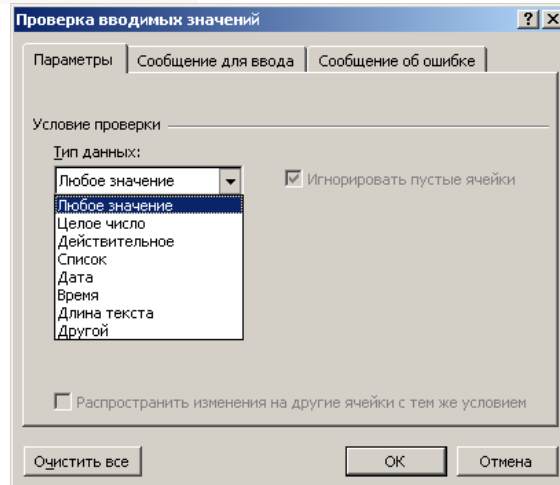 Проверка вводимых значений
Параметры Сообщение для ввода Сообщение об ошибке
Условие проверки
Тип данных:
Любое значение Игнорировать пустые ячейки
Любое значение
Целое число
Действительное
Список
Дата
Время
Длина текста
Другой
Распространить изменения на другие ячейки с тем же условием
Очистить все ОК Отмена